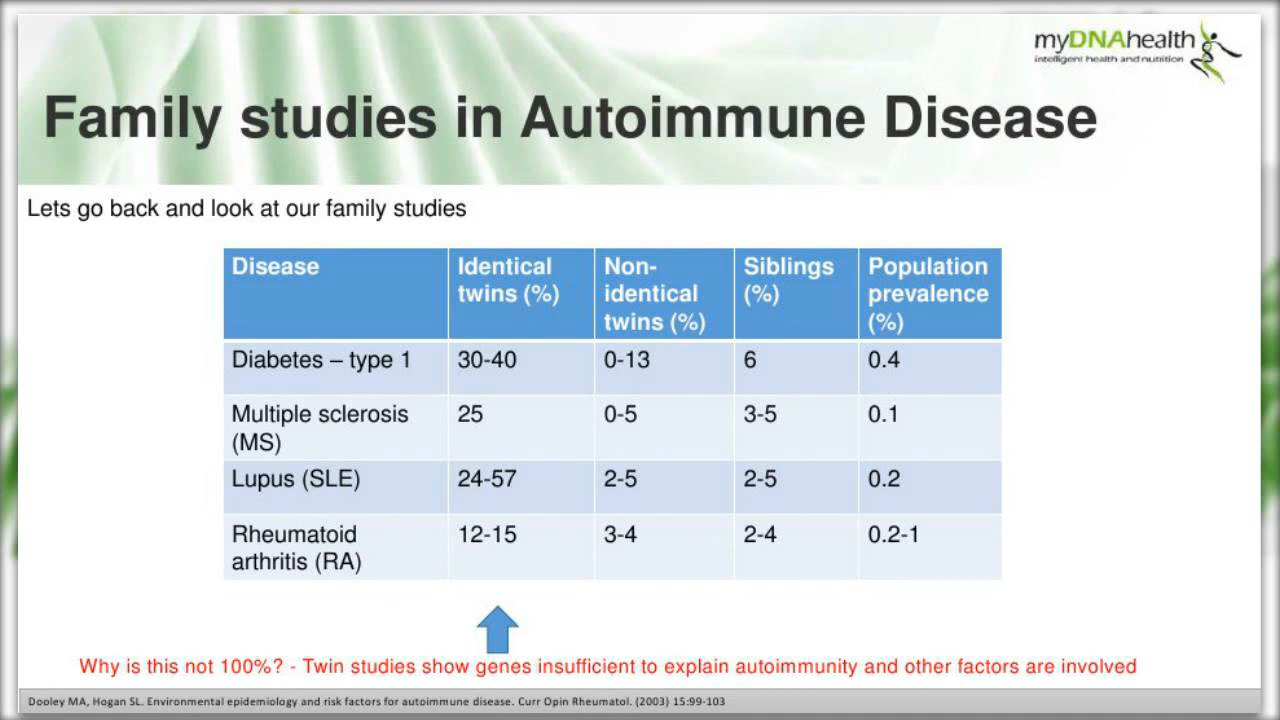 myDNAhealth
intelligent health and nutrition
Family studies in Autoimmune Disease
Lets go back and look at our family studies
Disease Identical twins (%) Non-identical twins (%) Siblings (%) Population prevalence (%)
Diabetes – type 1 30-40 0-13 6 0.4
Multiple sclerosis (MS) 25 0-5 3-5 0.1
Lupus (SLE) 24-57 2-5 2-5 0.2
Rheumatoid arthritis (RA) 12-15 3-4 2-4 0.2-1
Why is this not 100%? - Twin studies show genes insufficient to explain autoimmunity and other factors are involved
Dooley MA, Hogan SL. Environmental epidemiology and risk factors for autoimmune disease. Curr Opin Rheumatol. (2003) 15:99-103